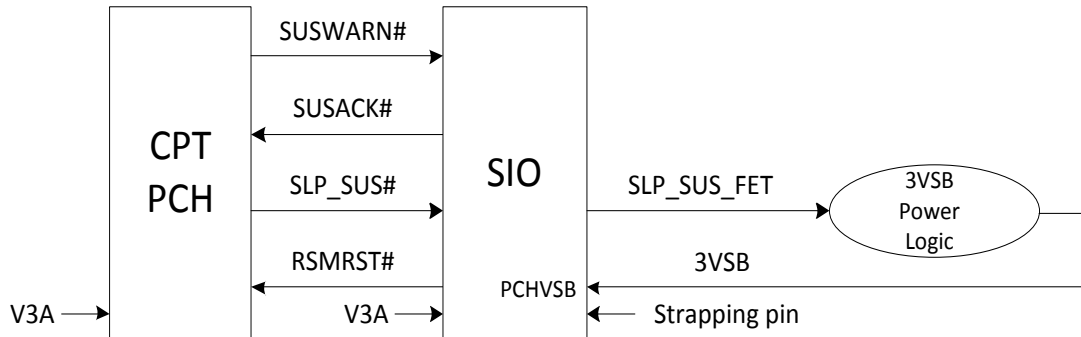 SUSWARN#
SUSACK#
CPT
PCH
SIO
SLP_SUS#
SLP_SUS_FET
3VSB
Power
Logic
RSMRST#
3VSB
PCHVSB
V3A
V3A
Strapping pin